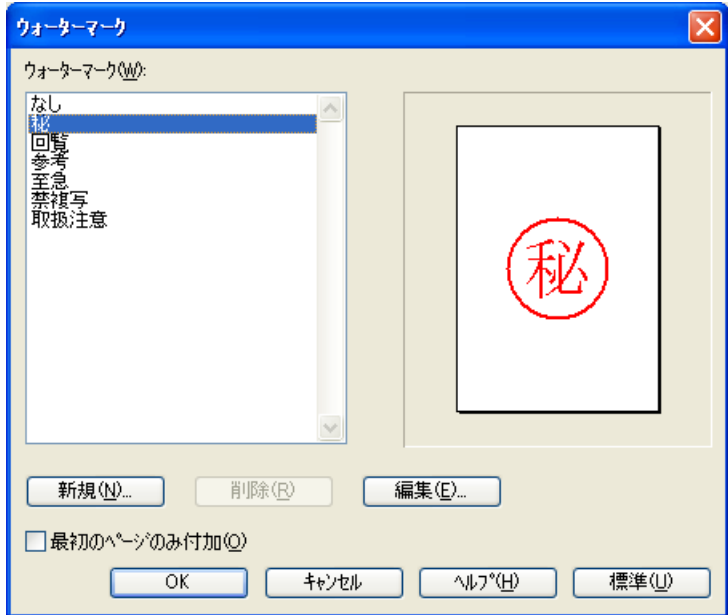 ウォーターマーク
ウォーターマーク(W):
なし
秘
回覧
参考
至急
禁複写
取扱注意
秘
新規(N)...
削除(R)
編集(E)...
最初のページのみ付加(O)
OK
キャンセル
ヘルプ(H)
標準(U)